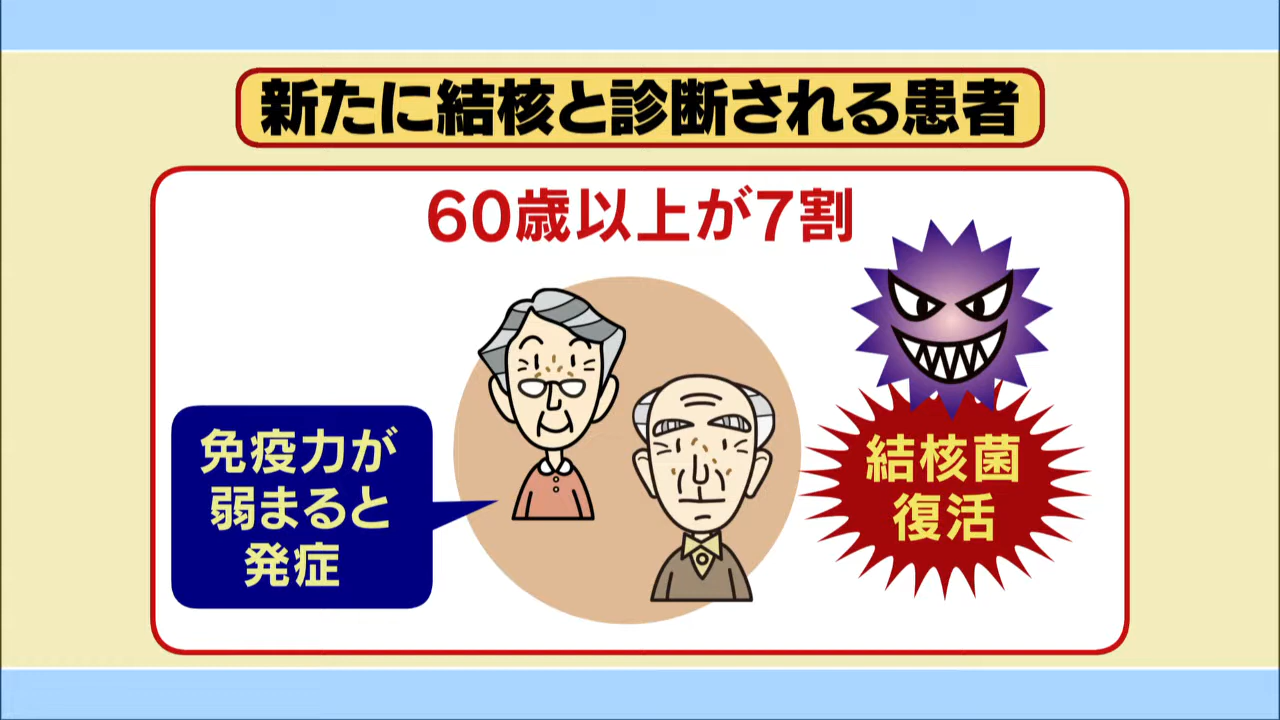 新たに結核と診断される患者
60歳以上が7割
免疫力が
弱まると
発症
結核菌
復活